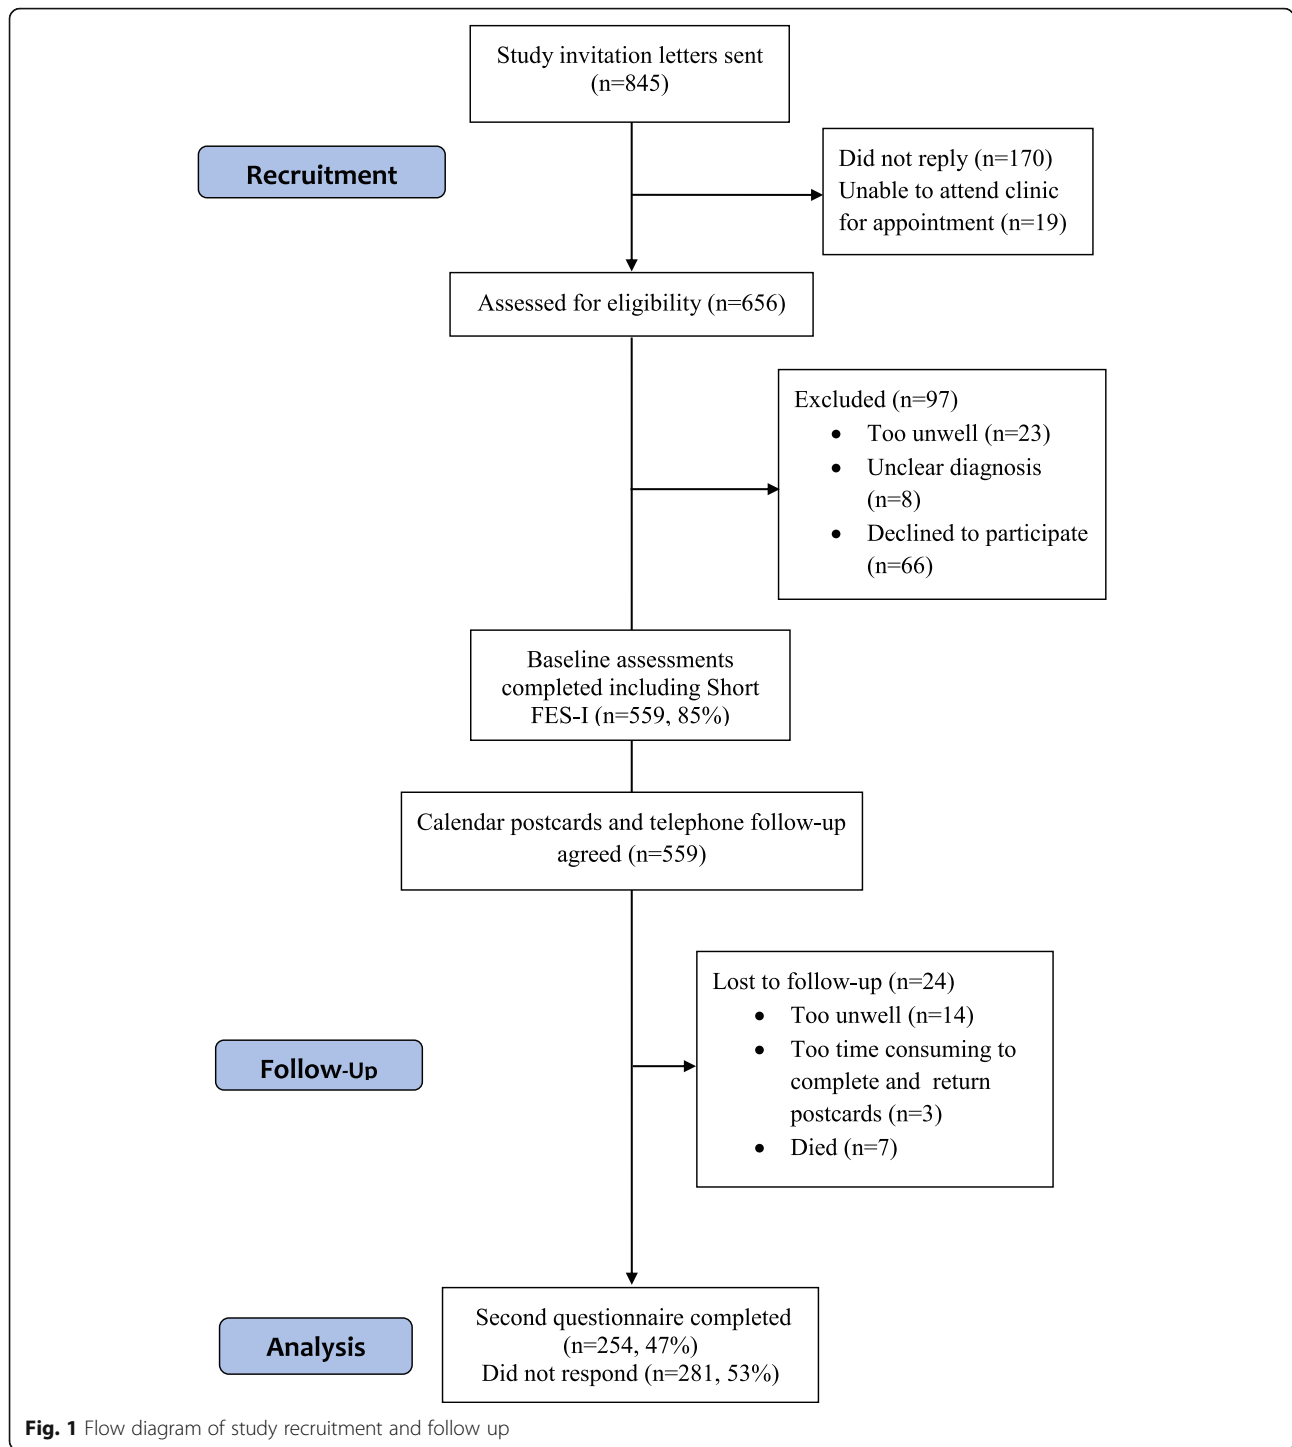 Study invitation letters sent
(n=845)
Recruitment
Did not reply (n=170)
Unable to attend clinic
for appointment (n=19)
Assessed for eligibility (n=656)
Excluded (n=97)
• Too unwell (n=23)
• Unclear diagnosis
(n=8)
• Declined to participate
(n=66)
Baseline assessments
completed including Short
FES-I (n=559, 85%)
Calendar postcards and telephone follow-up
agreed (n=559)
Lost to follow-up (n=24)
• Too unwell (n=14)
• Too time consuming to
complete and return
postcards (n=3)
• Died (n=7)
Follow-Up
Second questionnaire completed
(n=254, 47%)
Did not respond (n=281, 53%)
Analysis
Fig. 1 Flow diagram of study recruitment and follow up